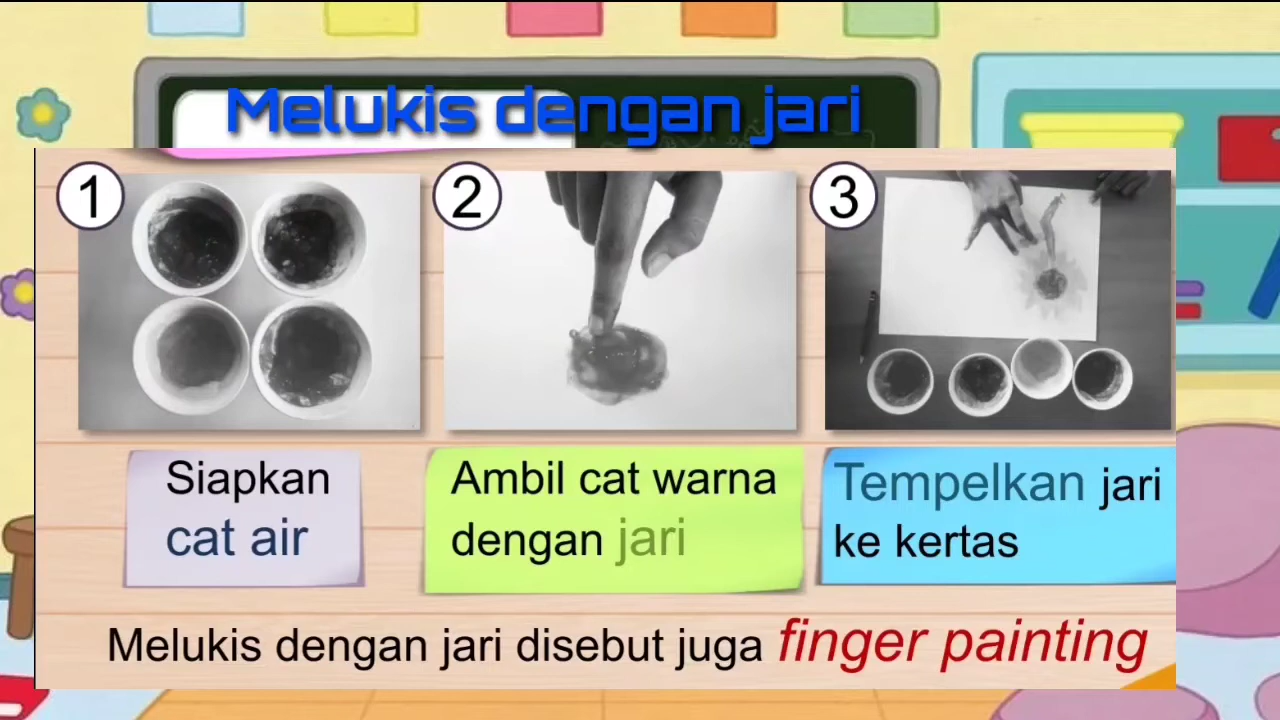 Melukis dengan jari
1
2
3
Siapkan
cat air
Ambil cat warna
dengan jari
Tempelkan jari
ke kertas
Melukis dengan jari disebut juga finger painting